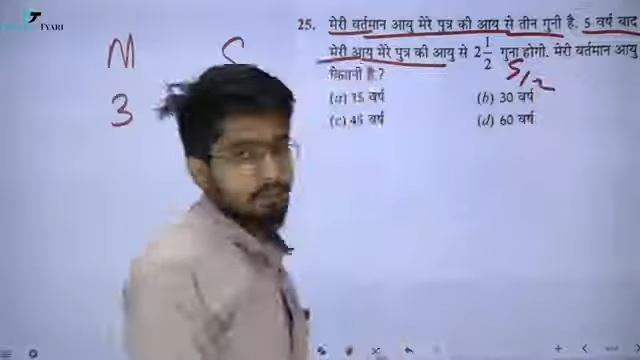 TYARI
25. मेरी वर्तमान आयु मेरे पुत्र की आयु से तीन गुनी है. 5 वर्ष बाद
मेरी आयु मेरे पुत्र की आयु से 2 1/2 गुना होगी. मेरी वर्तमान आयु
कितनी है?
5/2
(a) 15 वर्ष (b) 30 वर्ष
(c) 45 वर्ष (d) 60 वर्ष
M S
3